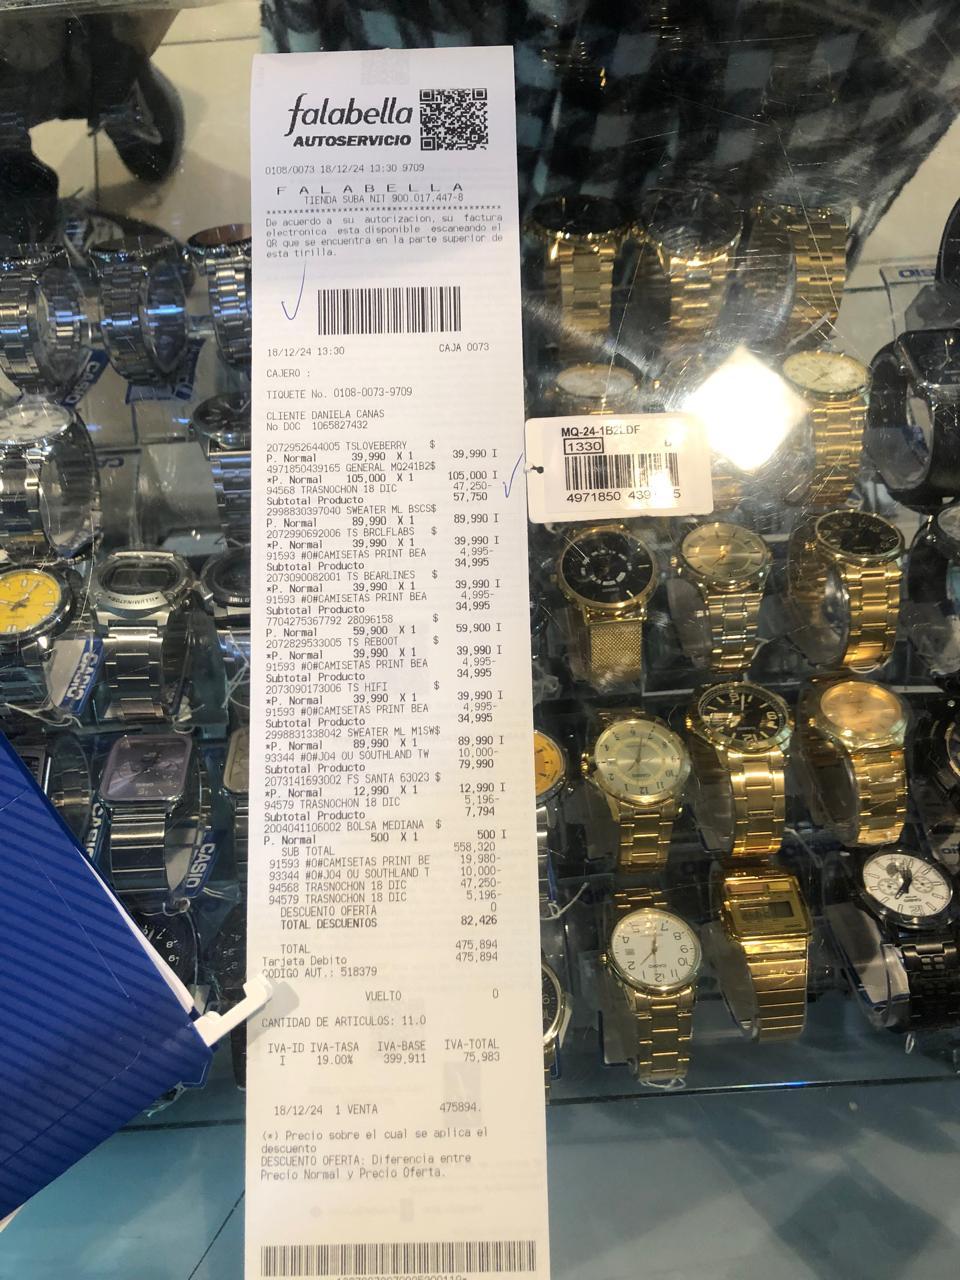 falabella
AUTOSERVICIO
0108/0073 18/12/24 13:30 9709
F A L A B E L L A
TIENDA SUBA NIT 900.017.447-8
De acuerdo a su autorizacion, su factura
electronica esta disponible escaneando el
QR que se encuentra en la parte superior de
esta tirilla.
18/12/24 13:30 CAJA 0073
CAJERO :
TIQUETE No. 0108-0073-9709
CLIENTE DANIELA CANAS
No DOC 1065827432
2072952644005 TSLOVEBERRY $
P. Normal 39,990 X 1 39,990 I
4971850439165 GENERAL MQ241B2$
*P. Normal 105,000 X 1 105,000 I
94568 TRASNOCHON 18 DIC 47,250-
Subtotal Producto 57,750
2998830397040 SWEATER ML BSCS$
P. Normal 89,990 X 1 89,990 I
2072990692006 TS BRCLFLABS $
*P. Normal 39,990 X 1 39,990 I
91593 #0#CAMISETAS PRINT BEA 4,995-
Subtotal Producto 34,995
2073090082001 TS BEARLINES $
*P. Normal 39,990 X 1 39,990 I
91593 #0#CAMISETAS PRINT BEA 4,995-
Subtotal Producto 34,995
7704275367792 28096158 $
P. Normal 59,900 X 1 59,900 I
2072829533005 TS REBOOT $
*P. Normal 39,990 X 1 39,990 I
91593 #0#CAMISETAS PRINT BEA 4,995-
Subtotal Producto 34,995
2073090173006 TS HIFI $
*P. Normal 39,990 X 1 39,990 I
91593 #0#CAMISETAS PRINT BEA 4,995-
Subtotal Producto 34,995
2998831338042 SWEATER ML M1SW$
*P. Normal 89,990 X 1 89,990 I
93344 #0#J04 OU SOUTHLAND TW 10,000-
Subtotal Producto 79,990
2073141693002 FS SANTA 63023 $
*P. Normal 12,990 X 1 12,990 I
94579 TRASNOCHON 18 DIC 5,196-
Subtotal Producto 7,794
2004041106002 BOLSA MEDIANA $
P. Normal 500 X 1 500 I
SUB TOTAL 558,320
91593 #0#CAMISETAS PRINT BE 19,980-
93344 #0#J04 OU SOUTHLAND T 10,000-
94568 TRASNOCHON 18 DIC 47,250-
94579 TRASNOCHON 18 DIC 5,196-
DESCUENTO OFERTA 0
TOTAL DESCUENTOS 82,426
TOTAL 475,894
Tarjeta Debito 475,894
CODIGO AUT.: 518379
VUELTO 0
CANTIDAD DE ARTICULOS: 11.0
IVA-ID IVA-TASA IVA-BASE IVA-TOTAL
I 19.00% 399,911 75,983
18/12/24 1 VENTA 475894.
(*) Precio sobre el cual se aplica el
descuento
DESCUENTO OFERTA: Diferencia entre
Precio Normal y Precio Oferta.
1330
4971850
CASIO
CASIO
CASIO
CASIO